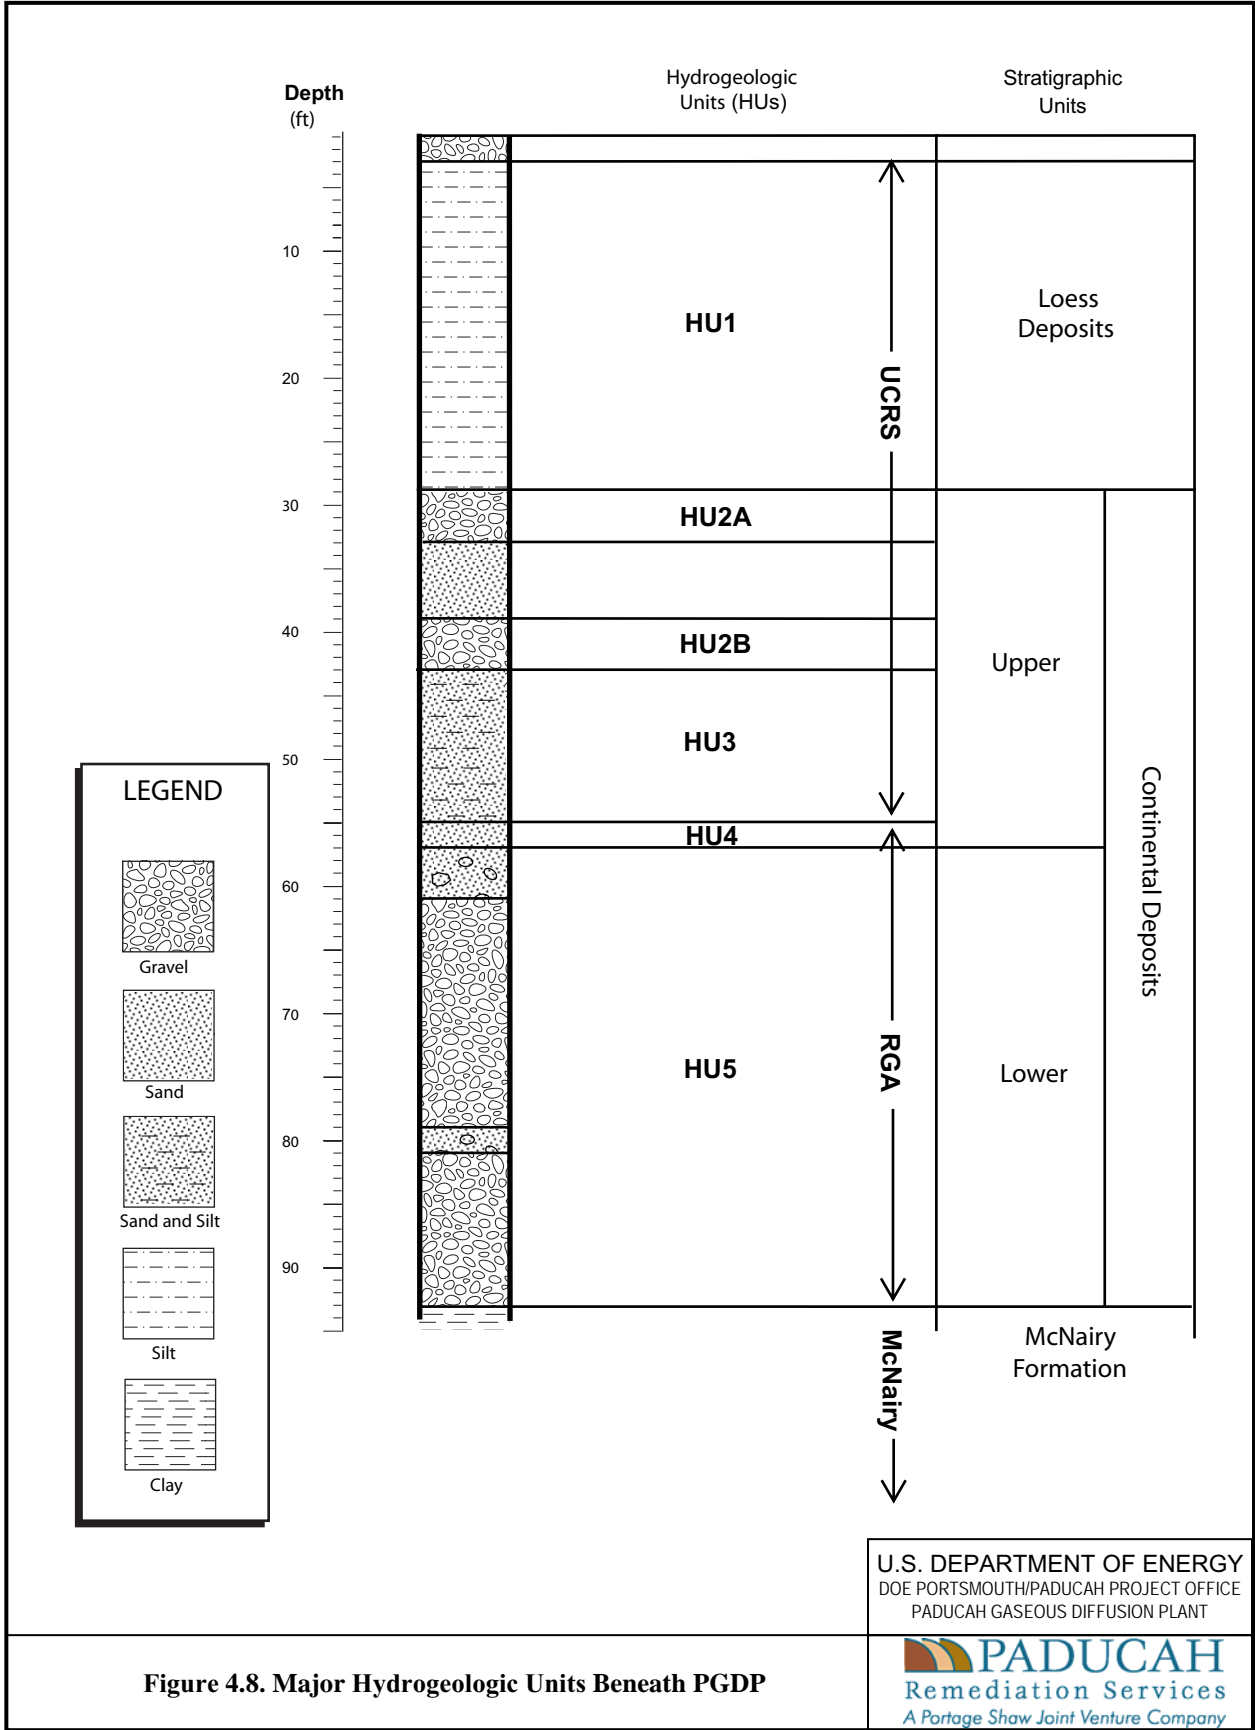 Depth
(ft)
Hydrogeologic
Units (HUs)
Stratigraphic
Units
10
20
30
40
50
60
70
80
90
HU1
HU2A
HU2B
HU3
HU4
HU5
UCRS
RGA
McNairy
Loess
Deposits
Upper
Lower
Continental Deposits
McNairy
Formation
LEGEND
Gravel
Sand
Sand and Silt
Silt
Clay
U.S. DEPARTMENT OF ENERGY
DOE PORTSMOUTH/PADUCAH PROJECT OFFICE
PADUCAH GASEOUS DIFFUSION PLANT
Figure 4.8. Major Hydrogeologic Units Beneath PGDP
PADUCAH
Remediation Services
A Portage Shaw Joint Venture Company